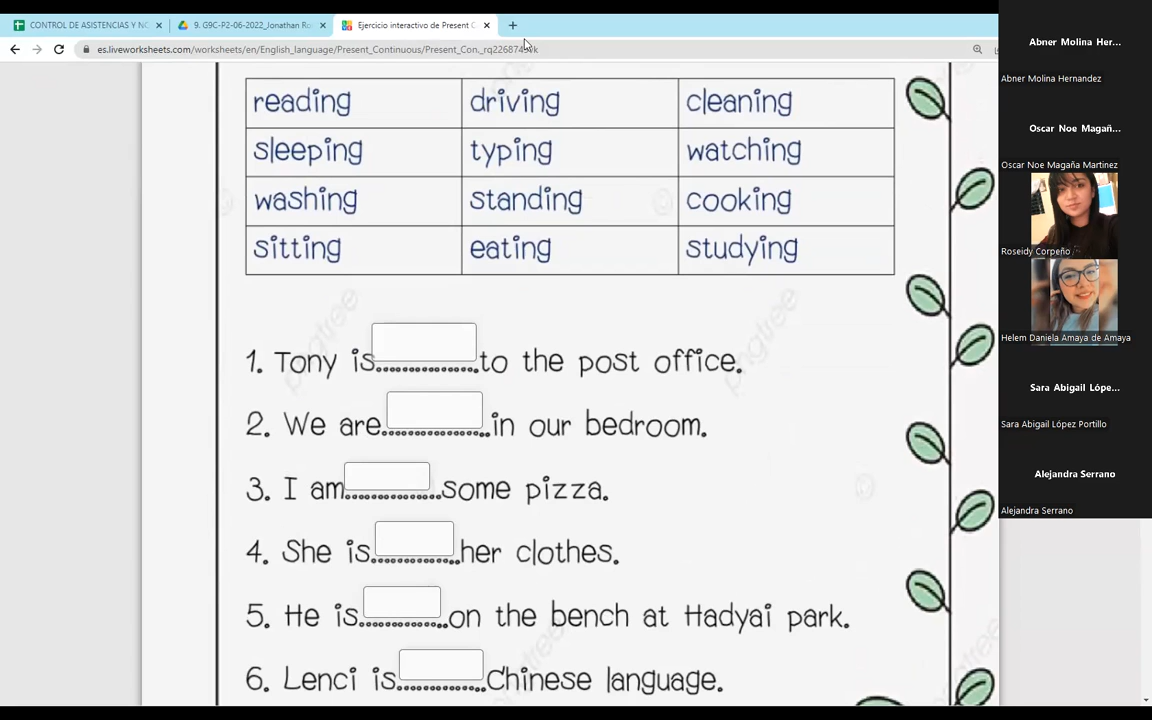 CONTROL DE ASISTENCIAS Y NO
9. G9C-P2-06-2022_Jonathan Ro
Ejercicio interactivo de Present C
es.liveworksheets.com/worksheets/en/English_language/Present_Continuous/Present_Con._rq22687
reading driving cleaning
sleeping typing watching
washing standing cooking
sitting eating studying
1. Tony is to the post office.
2. We are in our bedroom.
3. I am some pizza.
4. She is her clothes.
5. He is on the bench at Hadyai park.
6. Lenci is Chinese language.
pngtree
pngtree
Abner Molina Her...
Abner Molina Hernandez
Oscar Noe Magañ...
Oscar Noe Magaña Martinez
Roseidy Corpeño
Helem Daniela Amaya de Amaya
Sara Abigail Lópe...
Sara Abigail López Portillo
Alejandra Serrano
Alejandra Serrano